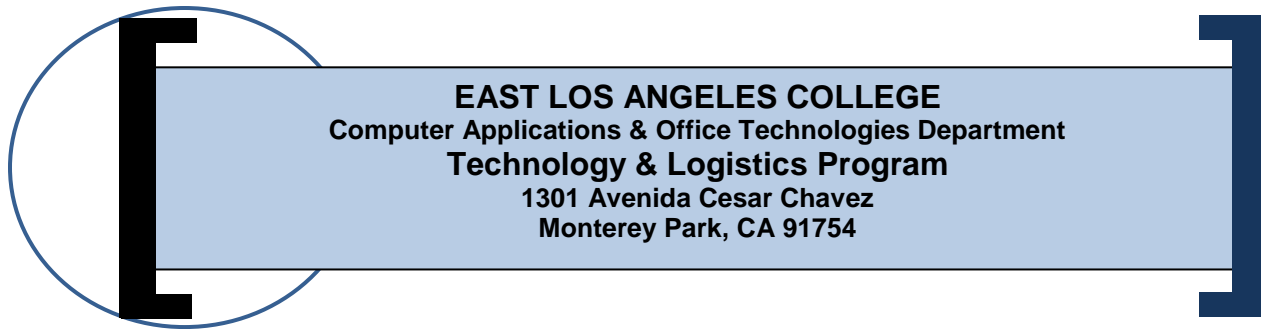 EAST LOS ANGELES COLLEGE
Computer Applications & Office Technologies Department
Technology & Logistics Program
1301 Avenida Cesar Chavez
Monterey Park, CA 91754